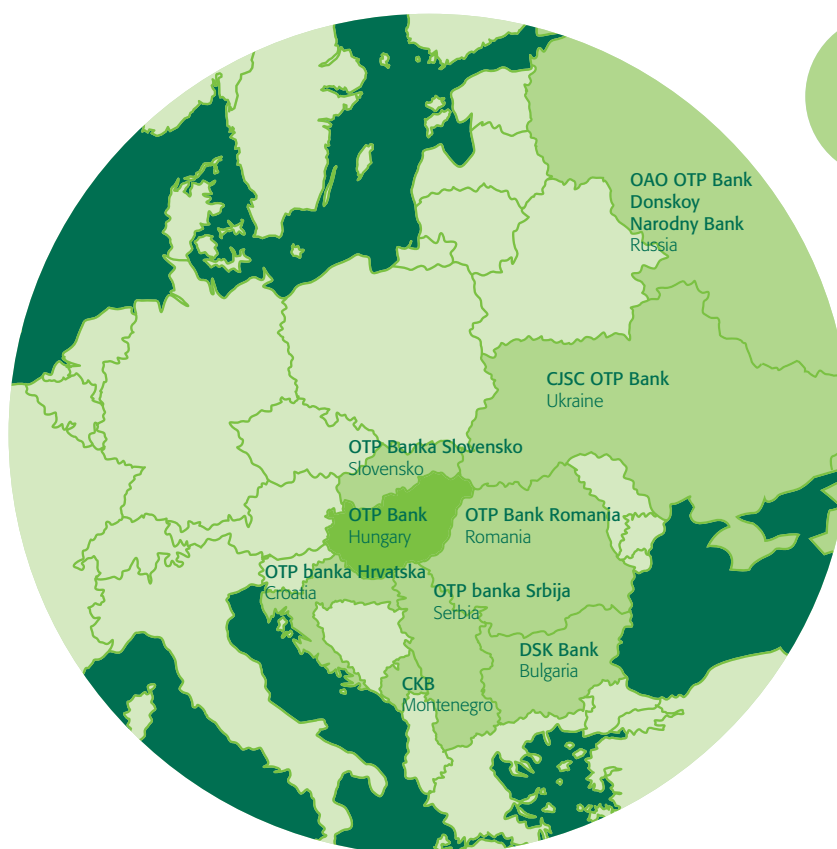 OAO OTP Bank
Donskoy
Narodny Bank
Russia
CJSC OTP Bank
Ukraine
OTP Banka Slovensko
Slovensko
OTP Bank
Hungary
OTP Bank Romania
Romania
OTP banka Hrvatska
Croatia
OTP banka Srbija
Serbia
DSK Bank
Bulgaria
CKB
Montenegro